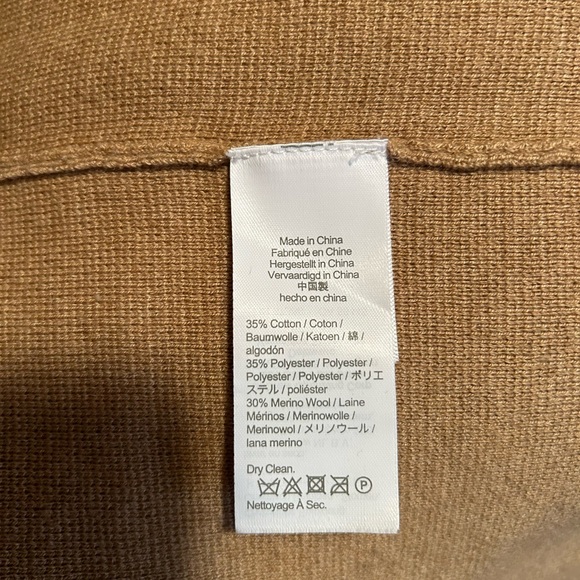 Made in China
Fabriqué en Chine
Hergestellt in China
Vervaardigd in China
中国製
hecho en china
35% Cotton / Coton /
Baumwolle / Katoen / 綿 /
algodón
35% Polyester / Polyester /
Polyester / Polyester / ポリエ
ステル / poliéster
30% Merino Wool / Laine
Mérinos / Merinowolle /
Merinowol / メリノウール /
lana merino
Dry Clean.
P
Nettoyage À Sec.